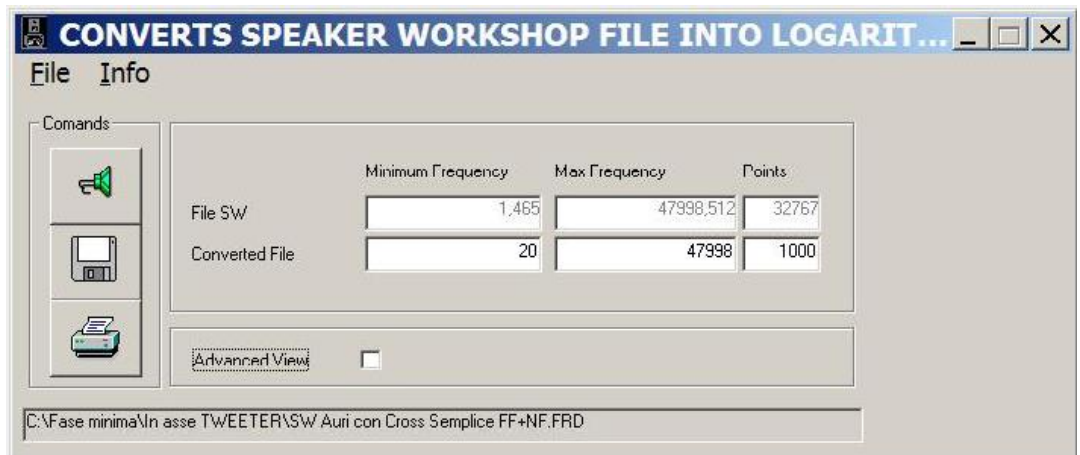 CONVERTS SPEAKER WORKSHOP FILE INTO LOGARIT...
File Info
Comands
Minimum Frequency Max Frequency Points
File SW 1,465 47998,512 32767
Converted File 20 47998 1000
Advanced View
C:\Fase minima\In asse TWEETER\SW Auri con Cross Semplice FF+NF.FRD